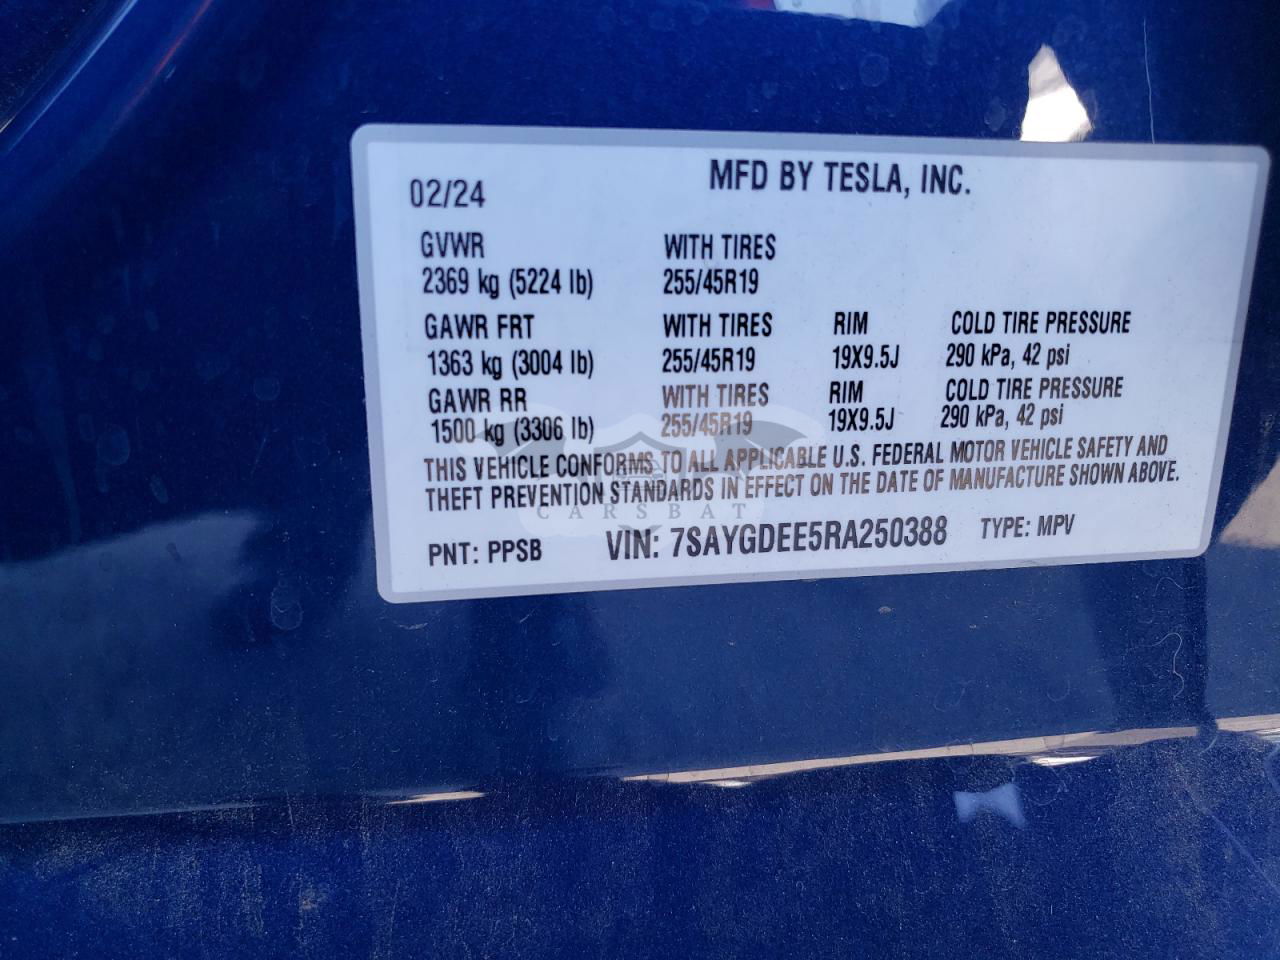 MFD BY TESLA, INC.
02/24
GVWR WITH TIRES
2369 kg (5224 lb) 255/45R19
GAWR FRT WITH TIRES RIM COLD TIRE PRESSURE
1363 kg (3004 lb) 255/45R19 19X9.5J 290 kPa, 42 psi
GAWR RR WITH TIRES RIM COLD TIRE PRESSURE
1500 kg (3306 lb) 255/45R19 19X9.5J 290 kPa, 42 psi
THIS VEHICLE CONFORMS TO ALL APPLICABLE U.S. FEDERAL MOTOR VEHICLE SAFETY AND
THEFT PREVENTION STANDARDS IN EFFECT ON THE DATE OF MANUFACTURE SHOWN ABOVE.
CARSBAT
PNT: PPSB VIN: 7SAYGDEE5RA250388 TYPE: MPV